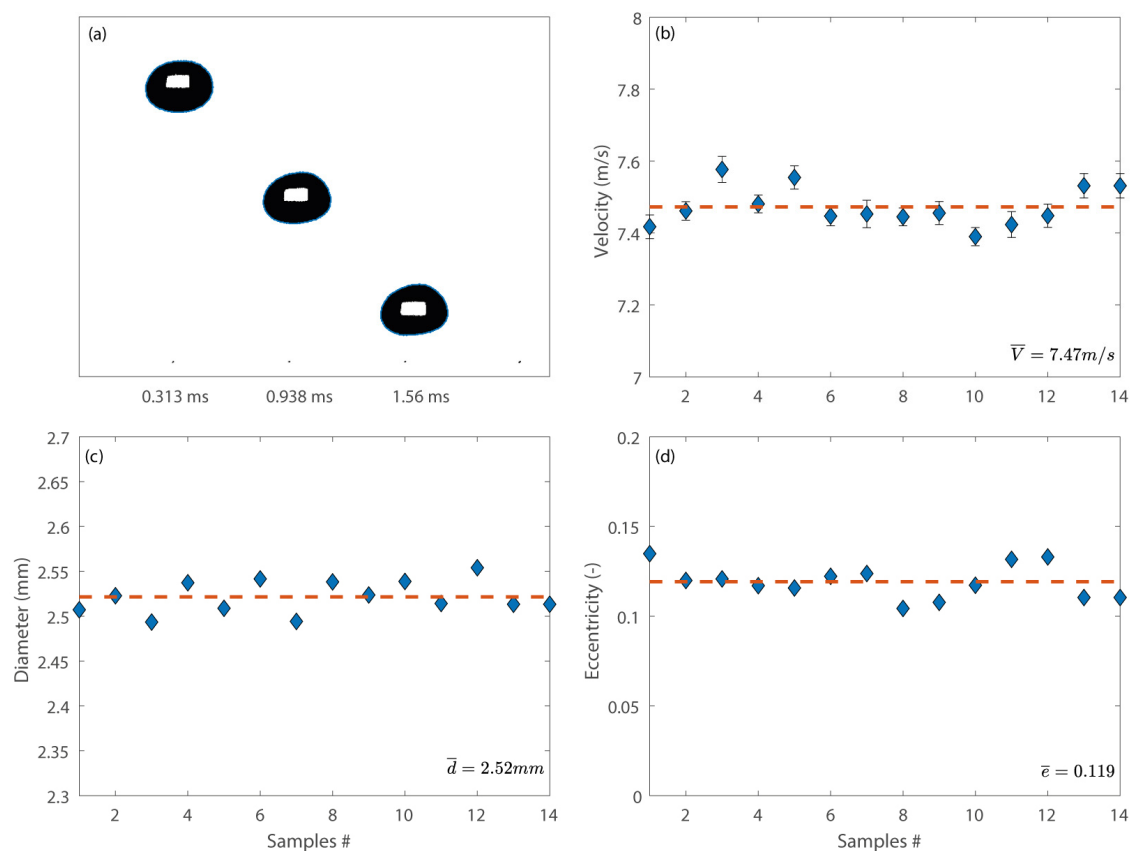 (a)
0.313 ms 0.938 ms 1.56 ms
(b)
8
7.8
7.6
7.4
7.2
7
Velocity (m/s)
V̅ = 7.47m/s
2 4 6 8 10 12 14
(c)
2.7
2.65
2.6
2.55
2.5
2.45
2.4
2.35
2.3
Diameter (mm)
d̅ = 2.52mm
2 4 6 8 10 12 14
Samples #
(d)
0.2
0.15
0.1
0.05
0
Eccentricity (-)
e̅ = 0.119
2 4 6 8 10 12 14
Samples #